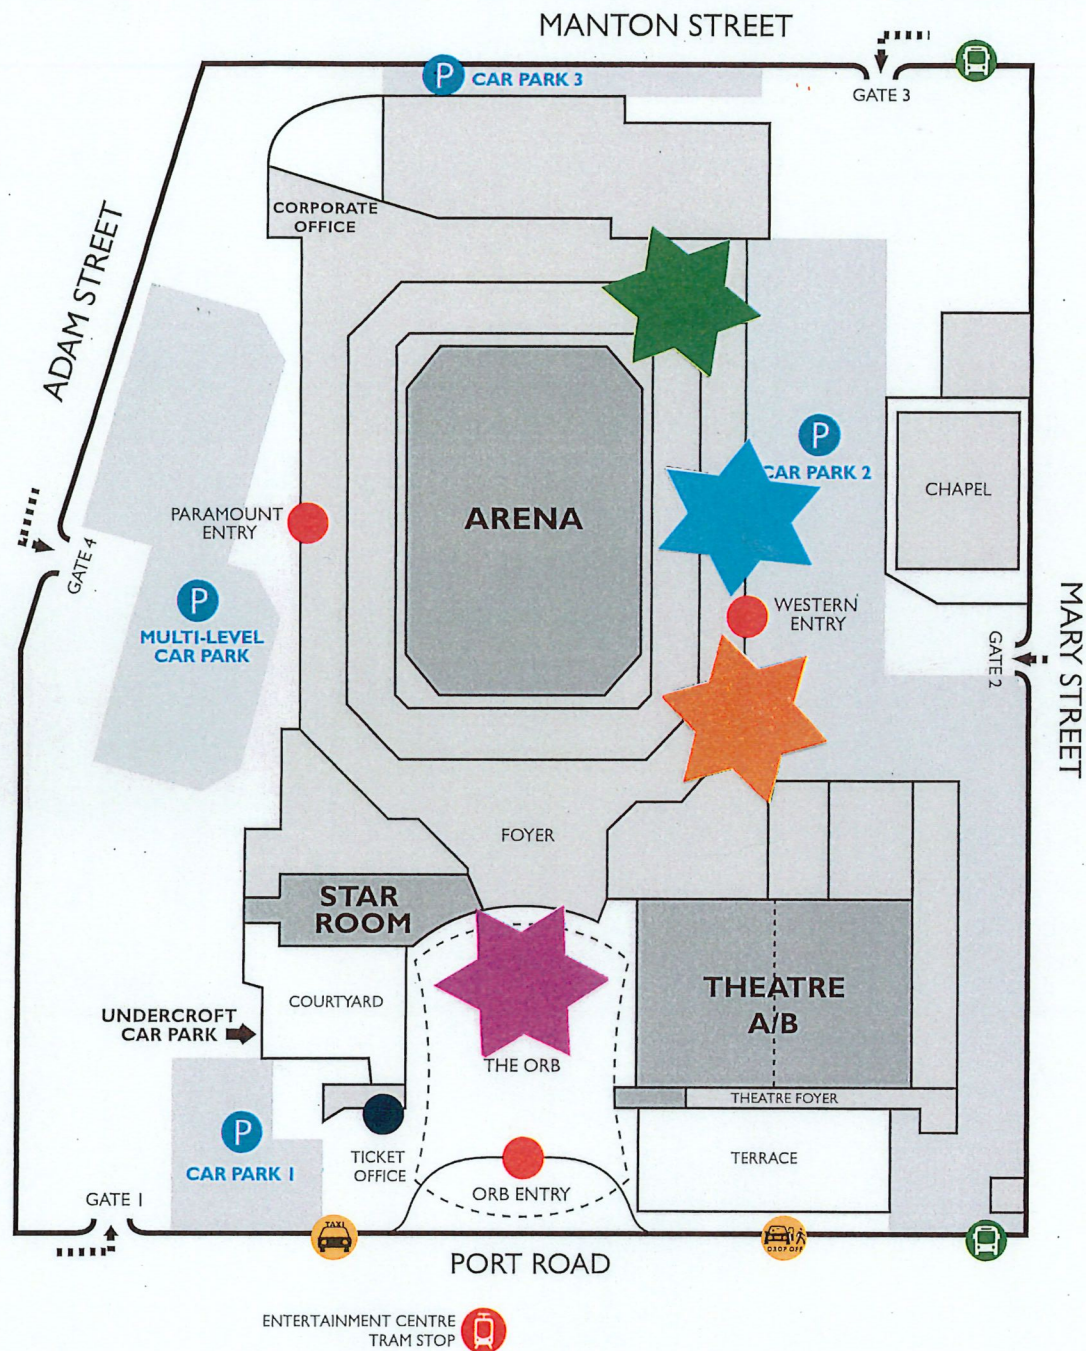 MANTON STREET
P CAR PARK 3
GATE 3
CORPORATE
OFFICE
ADAM STREET
P
CAR PARK 2
CHAPEL
PARAMOUNT
ENTRY
ARENA
GATE 4
P
MULTI-LEVEL
CAR PARK
WESTERN
ENTRY
GATE 2
MARY STREET
FOYER
STAR
ROOM
COURTYARD
THEATRE
A/B
UNDERCROFT
CAR PARK
THE ORB
THEATRE FOYER
P
CAR PARK 1
TICKET
OFFICE
TERRACE
ORB ENTRY
GATE 1
TAXI
DROP OFF
PORT ROAD
ENTERTAINMENT CENTRE
TRAM STOP